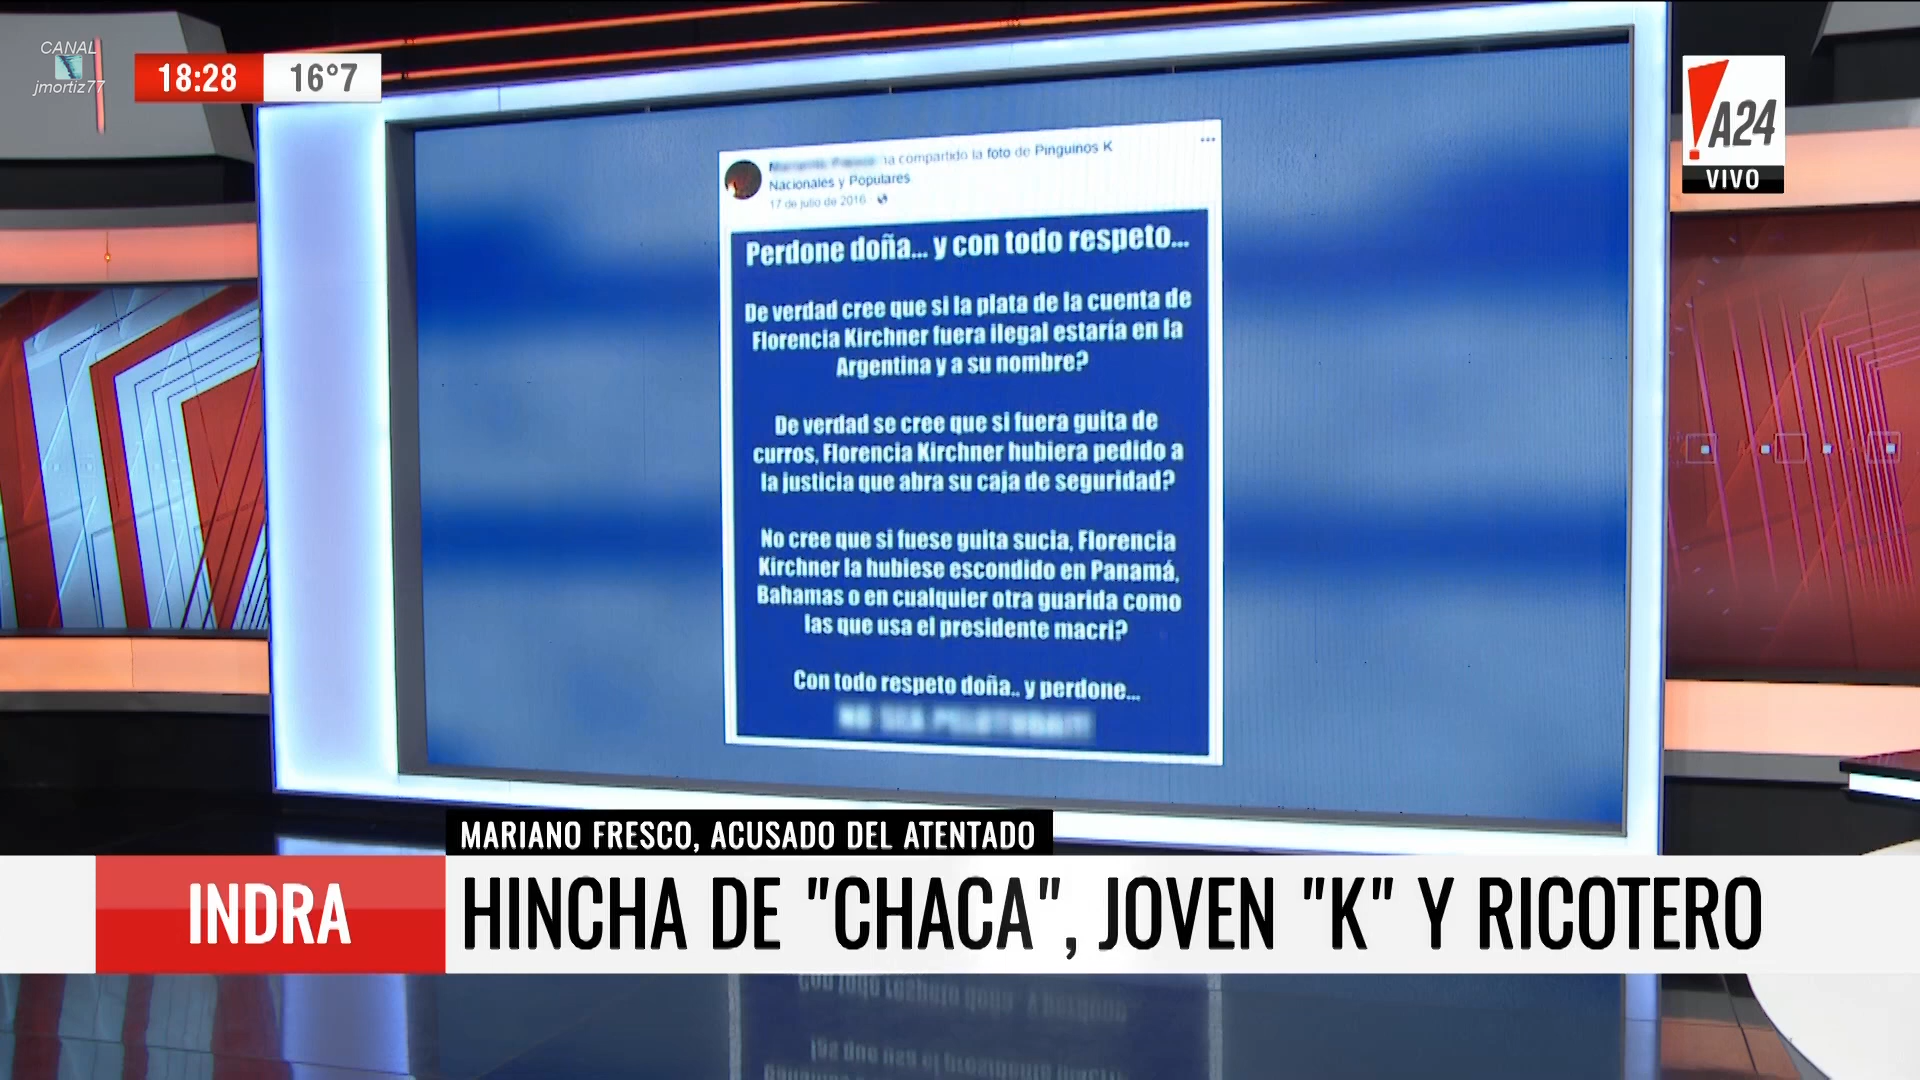 CANAL
jmortiz77
18:28 16°7
A24
VIVO
ha compartido la foto de Pinguinos K
Nacionales y Populares
17 de julio de 2016
Perdone doña... y con todo respeto...
De verdad cree que si la plata de la cuenta de
Florencia Kirchner fuera ilegal estaría en la
Argentina y a su nombre?
De verdad se cree que si fuera guita de
curros, Florencia Kirchner hubiera pedido a
la justicia que abra su caja de seguridad?
No cree que si fuese guita sucia, Florencia
Kirchner la hubiese escondido en Panamá,
Bahamas o en cualquier otra guarida como
las que usa el presidente macri?
Con todo respeto doña.. y perdone...
MARIANO FRESCO, ACUSADO DEL ATENTADO
INDRA
HINCHA DE "CHACA", JOVEN "K" Y RICOTERO